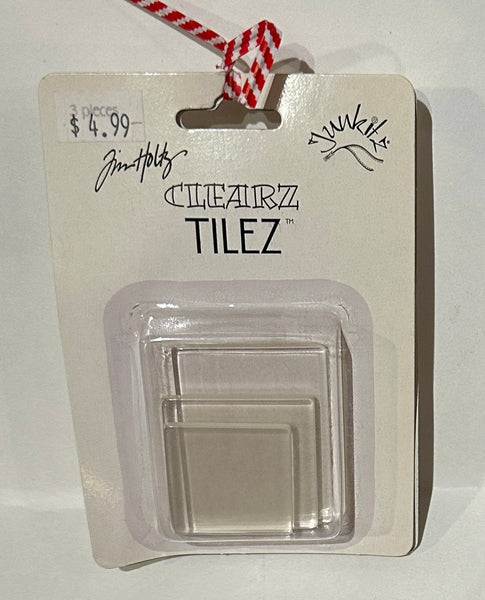 3 pieces
$ 4.99-
Tim Holtz
Junkitz
CLEARZ
TILEZ™